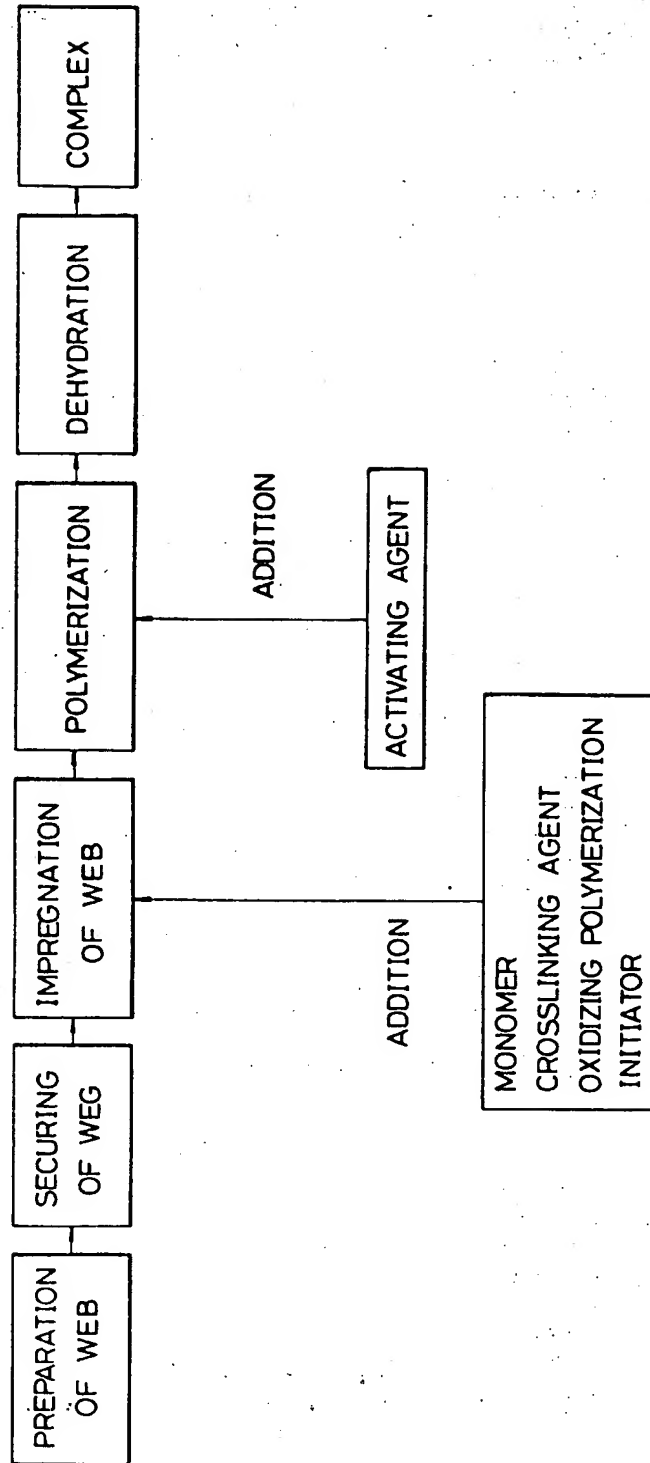 PREPARATION
OF WEB
SECURING
OF WEG
IMPREGNATION
OF WEB
POLYMERIZATION
DEHYDRATION
COMPLEX
ADDITION
ADDITION
ACTIVATING AGENT
MONOMER
CROSSLINKING AGENT
OXIDIZING POLYMERIZATION
INITIATOR